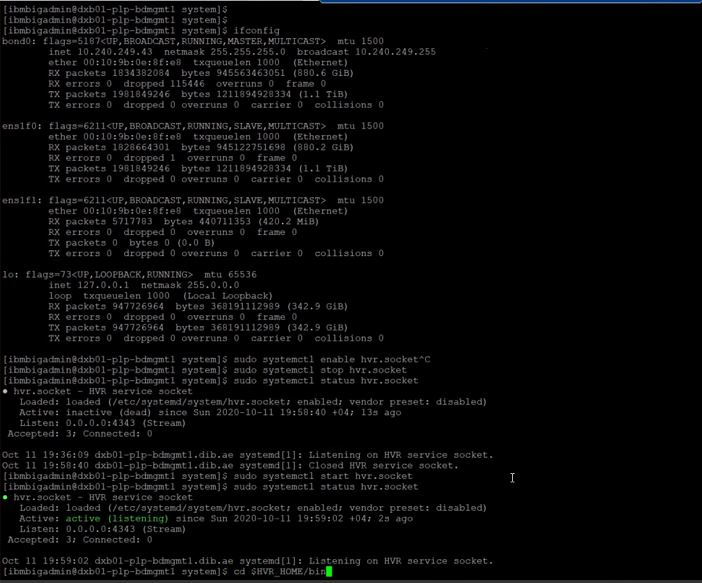 [ibmbigadmin@dxb01-plp-bdmgmt1 system]$
[ibmbigadmin@dxb01-plp-bdmgmt1 system]$
[ibmbigadmin@dxb01-plp-bdmgmt1 system]$ ifconfig
bond0: flags=5187<UP,BROADCAST,RUNNING,MASTER,MULTICAST>  mtu 1500
        inet 10.240.249.43  netmask 255.255.255.0  broadcast 10.240.249.255
        ether 00:10:9b:0e:8f:e8  txqueuelen 1000  (Ethernet)
        RX packets 1834382084  bytes 945563463051 (880.6 GiB)
        RX errors 0  dropped 115446  overruns 0  frame 0
        TX packets 1981849246  bytes 1211894928334 (1.1 TiB)
        TX errors 0  dropped 0 overruns 0  carrier 0  collisions 0

ens1f0: flags=6211<UP,BROADCAST,RUNNING,SLAVE,MULTICAST>  mtu 1500
        ether 00:10:9b:0e:8f:e8  txqueuelen 1000  (Ethernet)
        RX packets 1828664301  bytes 945122751698 (880.2 GiB)
        RX errors 0  dropped 1  overruns 0  frame 0
        TX packets 1981849246  bytes 1211894928334 (1.1 TiB)
        TX errors 0  dropped 0 overruns 0  carrier 0  collisions 0

ens1f1: flags=6211<UP,BROADCAST,RUNNING,SLAVE,MULTICAST>  mtu 1500
        ether 00:10:9b:0e:8f:e8  txqueuelen 1000  (Ethernet)
        RX packets 5717783  bytes 440711353 (420.2 MiB)
        RX errors 0  dropped 0  overruns 0  frame 0
        TX packets 0  bytes 0 (0.0 B)
        TX errors 0  dropped 0 overruns 0  carrier 0  collisions 0

lo: flags=73<UP,LOOPBACK,RUNNING>  mtu 65536
        inet 127.0.0.1  netmask 255.0.0.0
        loop  txqueuelen 1000  (Local Loopback)
        RX packets 947726964  bytes 368191112989 (342.9 GiB)
        RX errors 0  dropped 0  overruns 0  frame 0
        TX packets 947726964  bytes 368191112989 (342.9 GiB)
        TX errors 0  dropped 0 overruns 0  carrier 0  collisions 0

[ibmbigadmin@dxb01-plp-bdmgmt1 system]$ sudo systemctl enable hvr.socket^C
[ibmbigadmin@dxb01-plp-bdmgmt1 system]$ sudo systemctl stop hvr.socket
[ibmbigadmin@dxb01-plp-bdmgmt1 system]$ sudo systemctl status hvr.socket
● hvr.socket - HVR service socket
   Loaded: loaded (/etc/systemd/system/hvr.socket; enabled; vendor preset: disabled)
   Active: inactive (dead) since Sun 2020-10-11 19:58:40 +04; 13s ago
   Listen: 0.0.0.0:4343 (Stream)
 Accepted: 3; Connected: 0

Oct 11 19:36:09 dxb01-plp-bdmgmt1.dib.ae systemd[1]: Listening on HVR service socket.
Oct 11 19:58:40 dxb01-plp-bdmgmt1.dib.ae systemd[1]: Closed HVR service socket.
[ibmbigadmin@dxb01-plp-bdmgmt1 system]$ sudo systemctl start hvr.socket
[ibmbigadmin@dxb01-plp-bdmgmt1 system]$ sudo systemctl status hvr.socket
● hvr.socket - HVR service socket
   Loaded: loaded (/etc/systemd/system/hvr.socket; enabled; vendor preset: disabled)
   Active: active (listening) since Sun 2020-10-11 19:59:02 +04; 2s ago
   Listen: 0.0.0.0:4343 (Stream)
 Accepted: 3; Connected: 0

Oct 11 19:59:02 dxb01-plp-bdmgmt1.dib.ae systemd[1]: Listening on HVR service socket.
[ibmbigadmin@dxb01-plp-bdmgmt1 system]$ cd $HVR_HOME/bin